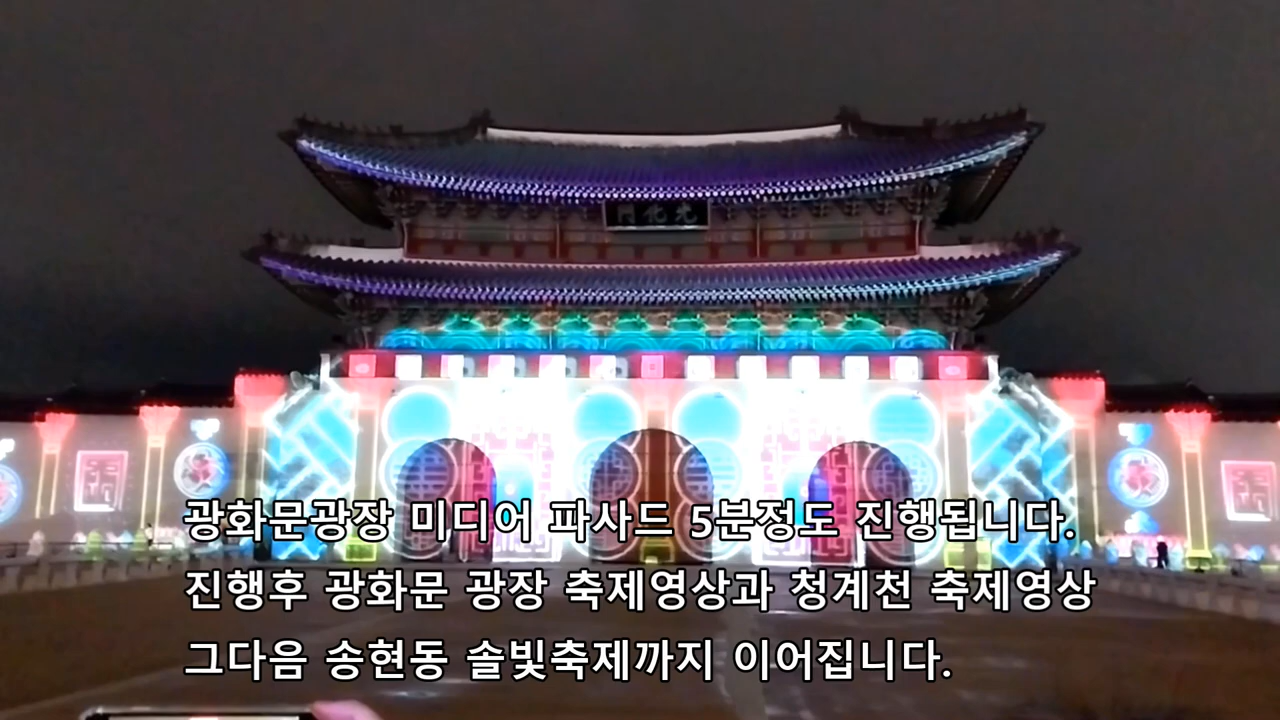 光化門
광화문광장 미디어 파사드 5분정도 진행됩니다.
진행후 광화문 광장 축제영상과 청계천 축제영상
그다음 송현동 솔빛축제까지 이어집니다.